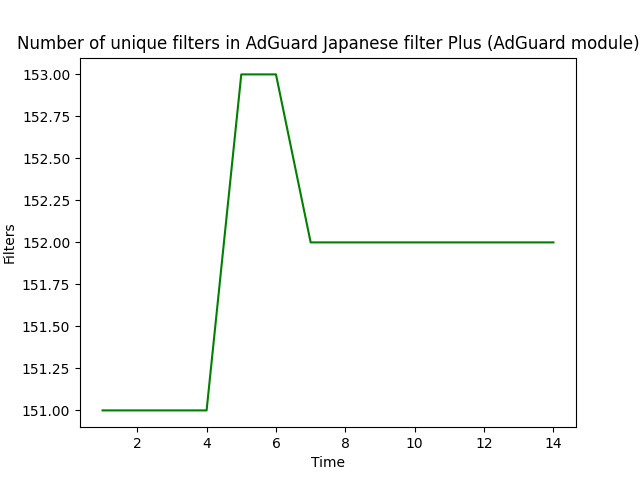 Number of unique filters in AdGuard Japanese filter Plus (AdGuard module)
153.00
152.75
152.50
152.25
152.00
151.75
151.50
151.25
151.00
Filters
2 4 6 8 10 12 14
Time